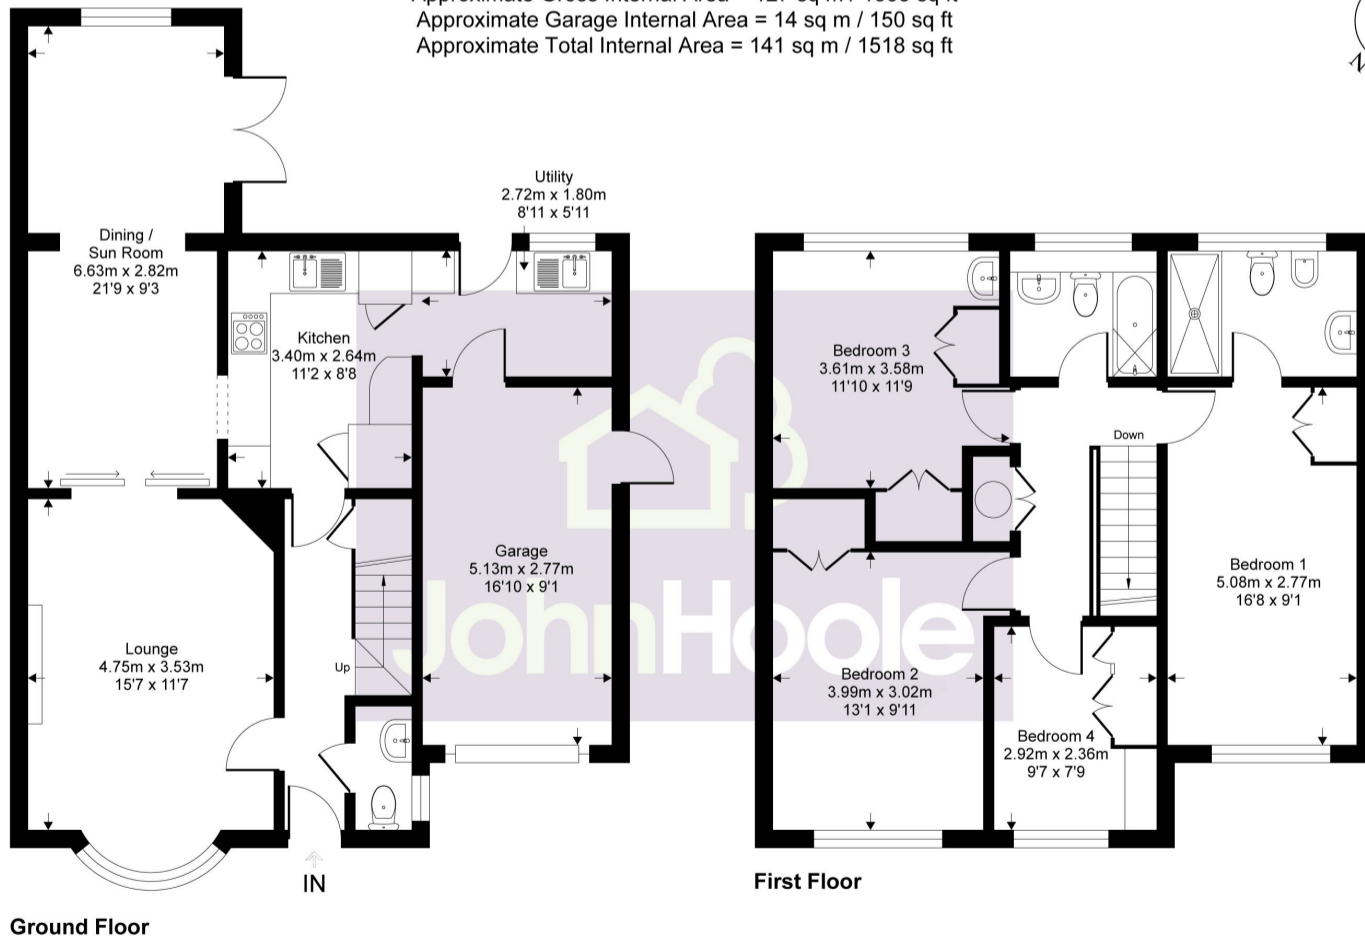 Approximate Garage Internal Area = 14 sq m / 150 sq ft
Approximate Total Internal Area = 141 sq m / 1518 sq ft
N
Utility
2.72m x 1.80m
8'11 x 5'11
Dining /
Sun Room
6.63m x 2.82m
21'9 x 9'3
Kitchen
3.40m x 2.64m
11'2 x 8'8
Bedroom 3
3.61m x 3.58m
11'10 x 11'9
Down
Garage
5.13m x 2.77m
16'10 x 9'1
Bedroom 1
5.08m x 2.77m
16'8 x 9'1
JohnHoole
Lounge
4.75m x 3.53m
15'7 x 11'7
Up
Bedroom 2
3.99m x 3.02m
13'1 x 9'11
Bedroom 4
2.92m x 2.36m
9'7 x 7'9
IN
First Floor
Ground Floor